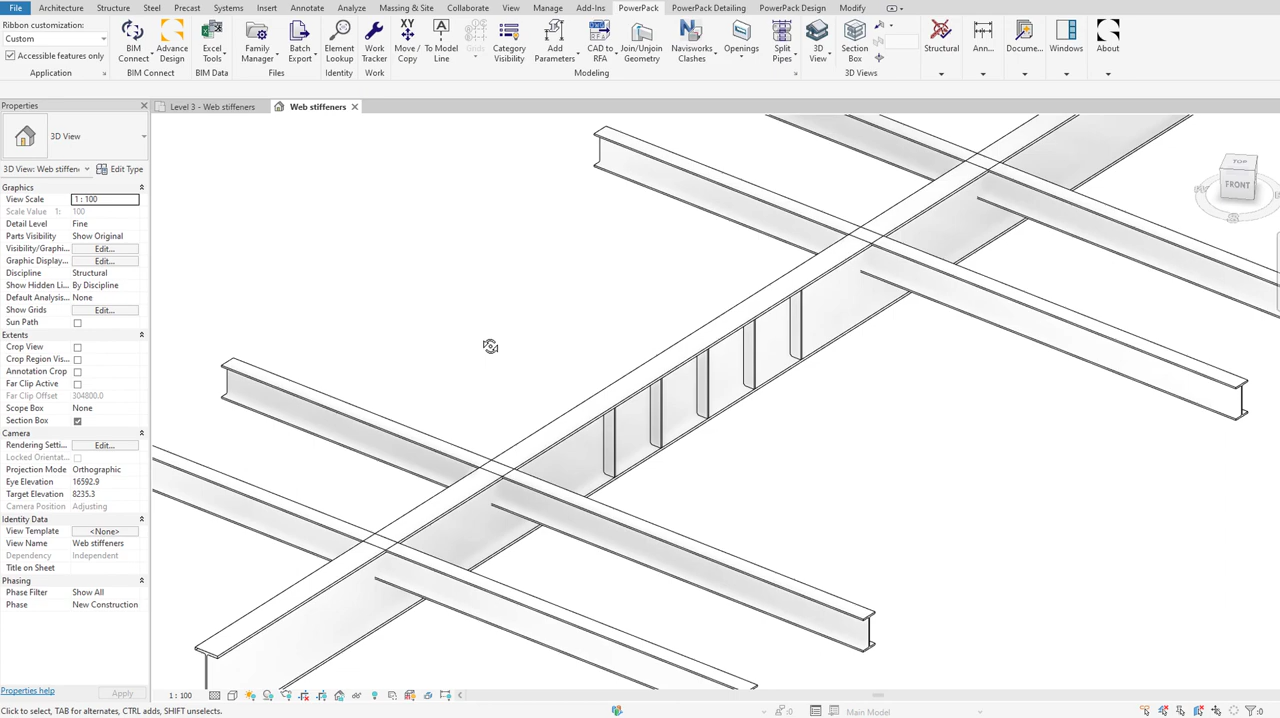 File Architecture Structure Steel Precast Systems Insert Annotate Analyze Massing & Site Collaborate View Manage Add-Ins PowerPack PowerPack Detailing PowerPack Design Modify
Ribbon customization:
Custom
Accessible features only
Application
BIM Connect
Advance Design
BIM Connect
Excel Tools
BIM Data
Family Manager
Batch Export
Files
Element Lookup
Identity
Work Tracker
Work
Move / Copy
To Model Line
Grids
Category Visibility
Add Parameters
CAD to RFA
Join/Unjoin Geometry
Navisworks Clashes
Openings
Split Pipes
Modeling
3D View
Section Box
3D Views
Structural
Ann...
Docume...
Windows
About
Properties
Level 3 - Web stiffeners
Web stiffeners
3D View
3D View: Web stiffen
Edit Type
Graphics
View Scale 1 : 100
Scale Value 1: 100
Detail Level Fine
Parts Visibility Show Original
Visibility/Graphi... Edit...
Graphic Display... Edit...
Discipline Structural
Show Hidden Li... By Discipline
Default Analysis... None
Show Grids Edit...
Sun Path
Extents
Crop View
Crop Region Vis...
Annotation Crop
Far Clip Active
Far Clip Offset 304800.0
Scope Box None
Section Box
Camera
Rendering Setti... Edit...
Locked Orientat...
Projection Mode Orthographic
Eye Elevation 16592.9
Target Elevation 8235.3
Camera Position Adjusting
Identity Data
View Template <None>
View Name Web stiffeners
Dependency Independent
Title on Sheet
Phasing
Phase Filter Show All
Phase New Construction
Properties help
Apply
TOP
FRONT
1 : 100
Click to select, TAB for alternates, CTRL adds, SHIFT unselects.
:0
Main Model
:0